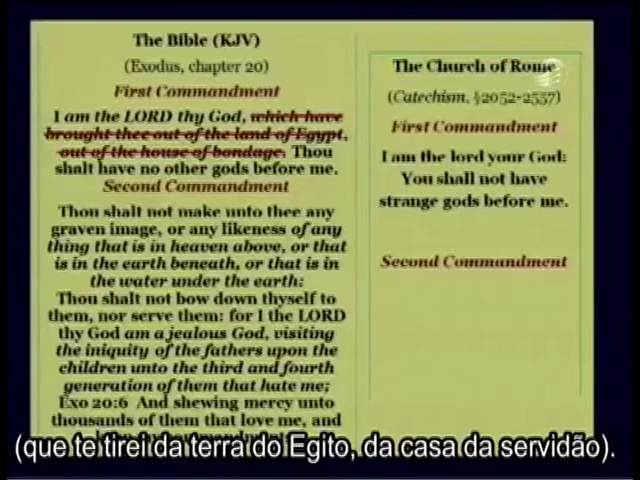 The Bible (KJV)
(Exodus, chapter 20)
First Commandment
I am the LORD thy God, which have
brought thee out of the land of Egypt,
out of the house of bondage. Thou
shalt have no other gods before me.
Second Commandment
Thou shalt not make unto thee any
graven image, or any likeness of any
thing that is in heaven above, or that
is in the earth beneath, or that is in
the water under the earth:
Thou shalt not bow down thyself to
them, nor serve them: for I the LORD
thy God am a jealous God, visiting
the iniquity of the fathers upon the
children unto the third and fourth
generation of them that hate me;
Exo 20:6 And shewing mercy unto
thousands of them that love me, and
The Church of Rome
(Catechism, §2052-2557)
First Commandment
I am the lord your God:
You shall not have
strange gods before me.
Second Commandment
(que te tirei da terra do Egito, da casa da servidão).